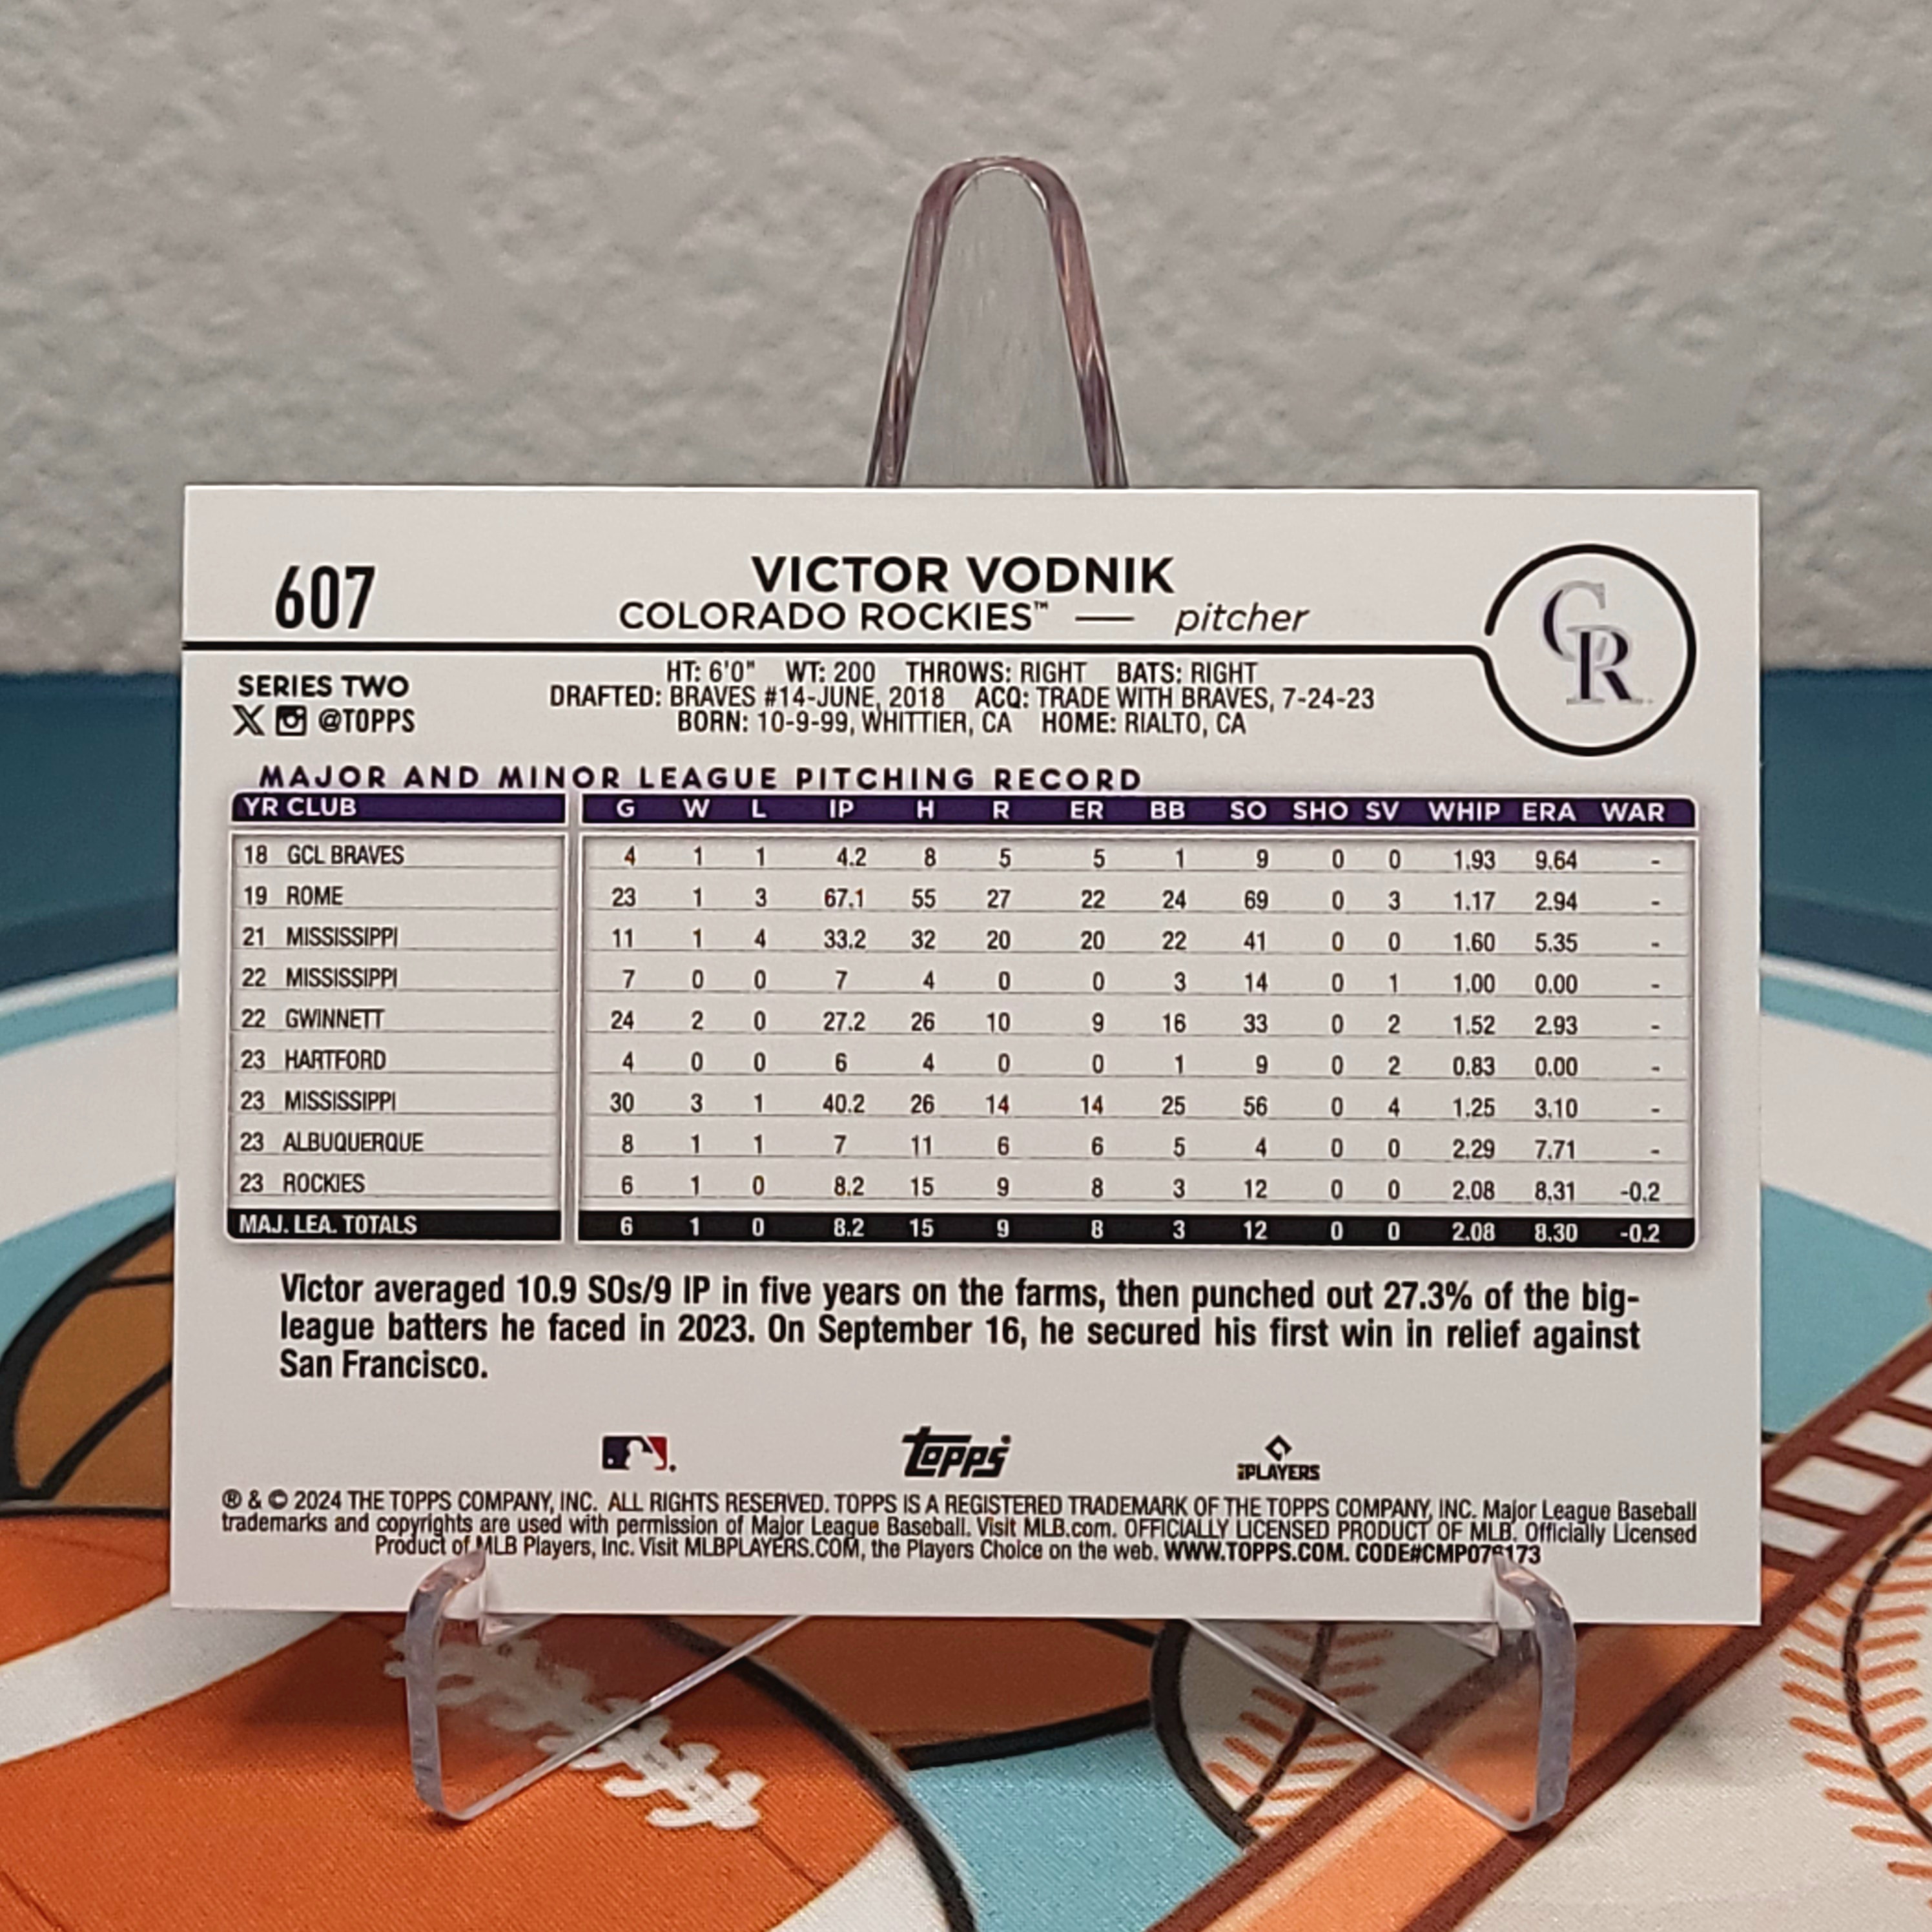 607
VICTOR VODNIK
COLORADO ROCKIES™ — pitcher
CR
SERIES TWO
X @TOPPS
HT: 6'0" WT: 200 THROWS: RIGHT BATS: RIGHT
DRAFTED: BRAVES #14-JUNE, 2018 ACQ: TRADE WITH BRAVES, 7-24-23
BORN: 10-9-99, WHITTIER, CA HOME: RIALTO, CA
MAJOR AND MINOR LEAGUE PITCHING RECORD
YR CLUB G W L IP H R ER BB SO SHO SV WHIP ERA WAR
18 GCL BRAVES 4 1 1 4.2 8 5 5 1 9 0 0 1.93 9.64 -
19 ROME 23 1 3 67.1 55 27 22 24 69 0 3 1.17 2.94 -
21 MISSISSIPPI 11 1 4 33.2 32 20 20 22 41 0 0 1.60 5.35 -
22 MISSISSIPPI 7 0 0 7 4 0 0 3 14 0 1 1.00 0.00 -
22 GWINNETT 24 2 0 27.2 26 10 9 16 33 0 2 1.52 2.93 -
23 HARTFORD 4 0 0 6 4 0 0 1 9 0 2 0.83 0.00 -
23 MISSISSIPPI 30 3 1 40.2 26 14 14 25 56 0 4 1.25 3.10 -
23 ALBUQUERQUE 8 1 1 7 11 6 6 5 4 0 0 2.29 7.71 -
23 ROCKIES 6 1 0 8.2 15 9 8 3 12 0 0 2.08 8.31 -0.2
MAJ. LEA. TOTALS 6 1 0 8.2 15 9 8 3 12 0 0 2.08 8.30 -0.2
Victor averaged 10.9 SOs/9 IP in five years on the farms, then punched out 27.3% of the big-
league batters he faced in 2023. On September 16, he secured his first win in relief against
San Francisco.
Topps
PLAYERS
® & © 2024 THE TOPPS COMPANY, INC. ALL RIGHTS RESERVED. TOPPS IS A REGISTERED TRADEMARK OF THE TOPPS COMPANY, INC. Major League Baseball
trademarks and copyrights are used with permission of Major League Baseball. Visit MLB.com. OFFICIALLY LICENSED PRODUCT OF MLB. Officially Licensed
Product of MLB Players, Inc. Visit MLBPLAYERS.COM, the Players Choice on the web. WWW.TOPPS.COM.